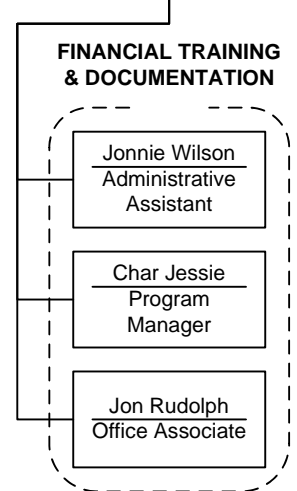 FINANCIAL TRAINING
& DOCUMENTATION
Jonnie Wilson
Administrative
Assistant
Char Jessie
Program
Manager
Jon Rudolph
Office Associate